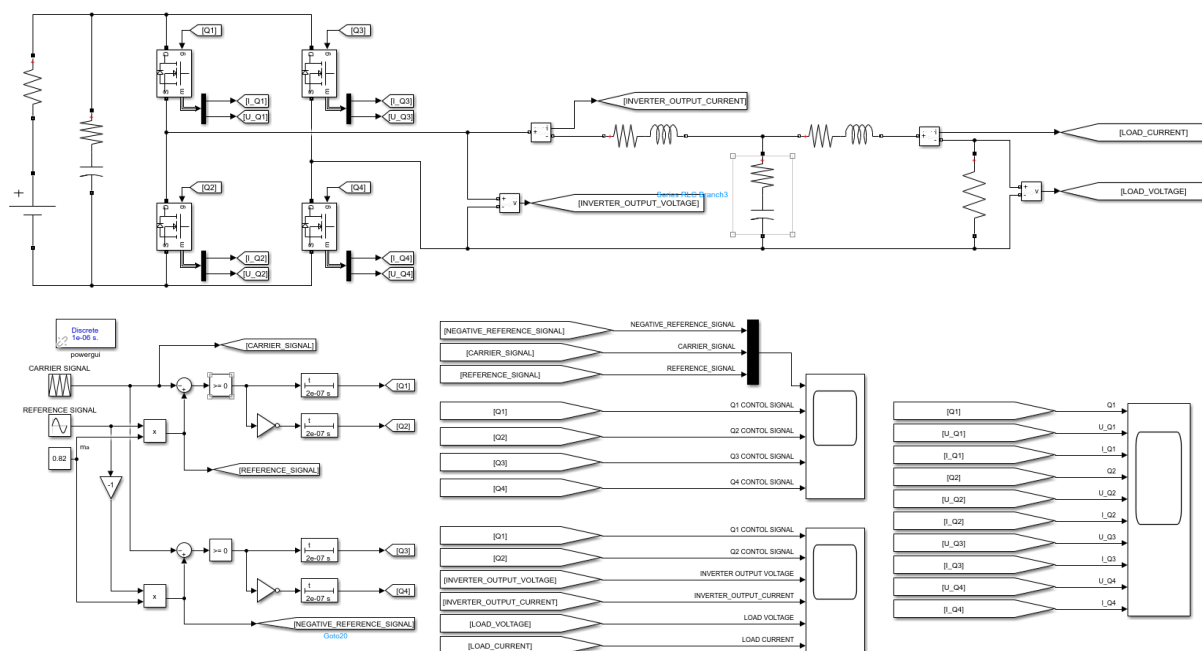 [Q1]
[Q3]
g
D
S
m
g
D
S
m
[I_Q1]
[U_Q1]
[I_Q3]
[U_Q3]
[INVERTER_OUTPUT_CURRENT]
[LOAD_CURRENT]
[Q2]
[Q4]
Series RLC Branch3
[INVERTER_OUTPUT_VOLTAGE]
[LOAD_VOLTAGE]
g
D
S
m
g
D
S
m
[I_Q2]
[U_Q2]
[I_Q4]
[U_Q4]
Discrete
1e-06 s.
powergui
[CARRIER_SIGNAL]
CARRIER SIGNAL
>= 0
t
2e-07 s
[Q1]
REFERENCE SIGNAL
x
t
2e-07 s
[Q2]
ma
0.82
[REFERENCE_SIGNAL]
-1
>= 0
t
2e-07 s
[Q3]
x
t
2e-07 s
[Q4]
[NEGATIVE_REFERENCE_SIGNAL]
Goto20
[NEGATIVE_REFERENCE_SIGNAL]
NEGATIVE_REFERENCE_SIGNAL
[CARRIER_SIGNAL]
CARRIER_SIGNAL
[REFERENCE_SIGNAL]
REFERENCE_SIGNAL
[Q1]
Q1 CONTOL SIGNAL
[Q2]
Q2 CONTOL SIGNAL
[Q3]
Q3 CONTOL SIGNAL
[Q4]
Q4 CONTOL SIGNAL
[Q1]
Q1 CONTOL SIGNAL
[Q2]
Q2 CONTOL SIGNAL
[INVERTER_OUTPUT_VOLTAGE]
INVERTER OUTPUT VOLTAGE
[INVERTER_OUTPUT_CURRENT]
INVERTER_OUTPUT_CURRENT
[LOAD_VOLTAGE]
LOAD VOLTAGE
[LOAD_CURRENT]
LOAD CURRENT
[Q1]
Q1
[U_Q1]
U_Q1
[I_Q1]
I_Q1
[Q2]
Q2
[U_Q2]
U_Q2
[I_Q2]
I_Q2
[U_Q3]
U_Q3
[I_Q3]
I_Q3
[U_Q4]
U_Q4
[I_Q4]
I_Q4